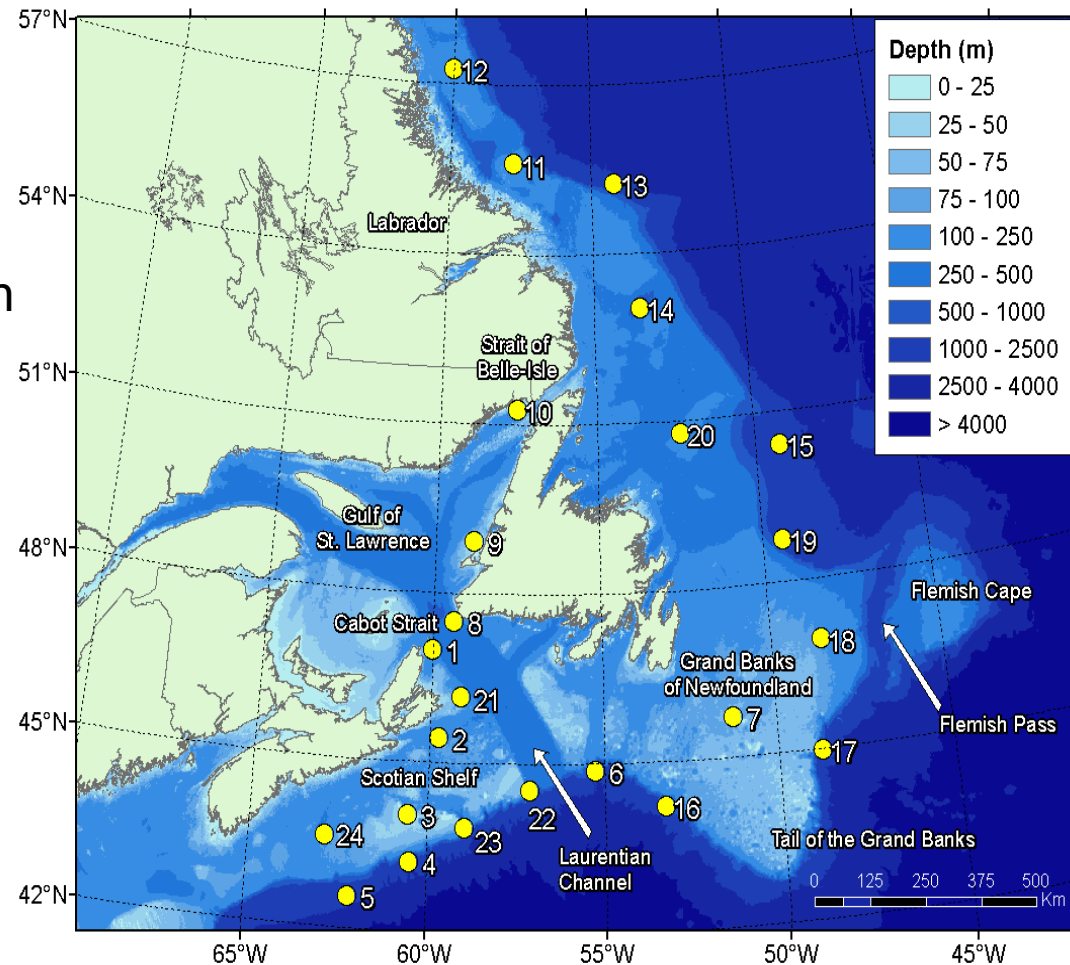 57°N
54°N
51°N
48°N
45°N
42°N
n
Depth (m)
0 - 25
25 - 50
50 - 75
75 - 100
100 - 250
250 - 500
500 - 1000
1000 - 2500
2500 - 4000
> 4000
12
11
13
Labrador
14
Strait of
Belle-Isle
10
20
15
Gulf of
St. Lawrence
9
19
Flemish Cape
Cabot Strait
8
18
1
Grand Banks
of Newfoundland
21
7
Flemish Pass
2
17
Scotian Shelf
6
22
16
3
24
23
Tail of the Grand Banks
4
Laurentian
Channel
5
0 125 250 375 500
Km
65°W 60°W 55°W 50°W 45°W